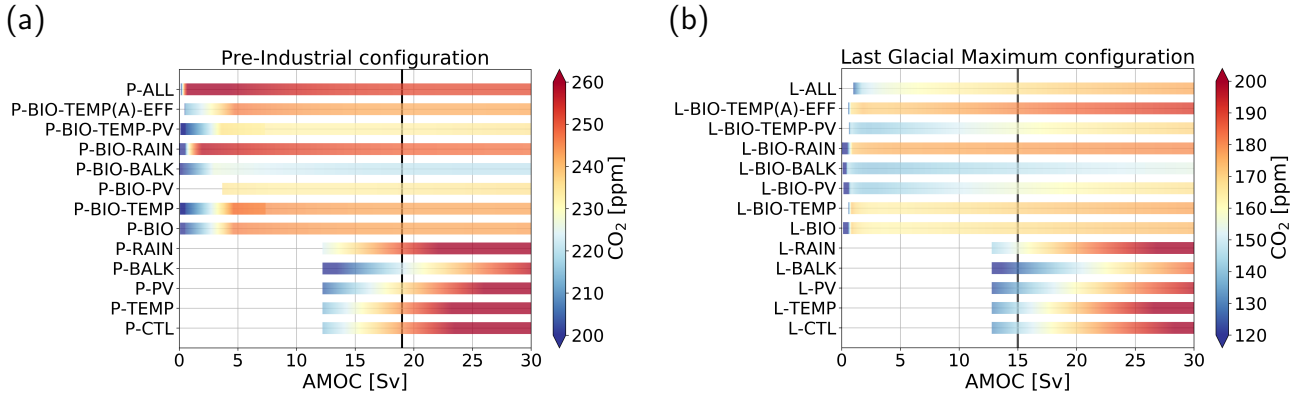 (a)
Pre-Industrial configuration
P-ALL
P-BIO-TEMP(A)-EFF
P-BIO-TEMP-PV
P-BIO-RAIN
P-BIO-BALK
P-BIO-PV
P-BIO-TEMP
P-BIO
P-RAIN
P-BALK
P-PV
P-TEMP
P-CTL
0 5 10 15 20 25 30
AMOC [Sv]
260
250
240
230
220
210
200
CO₂ [ppm]
(b)
Last Glacial Maximum configuration
L-ALL
L-BIO-TEMP(A)-EFF
L-BIO-TEMP-PV
L-BIO-RAIN
L-BIO-BALK
L-BIO-PV
L-BIO-TEMP
L-BIO
L-RAIN
L-BALK
L-PV
L-TEMP
L-CTL
0 5 10 15 20 25 30
AMOC [Sv]
200
190
180
170
160
150
140
130
120
CO₂ [ppm]